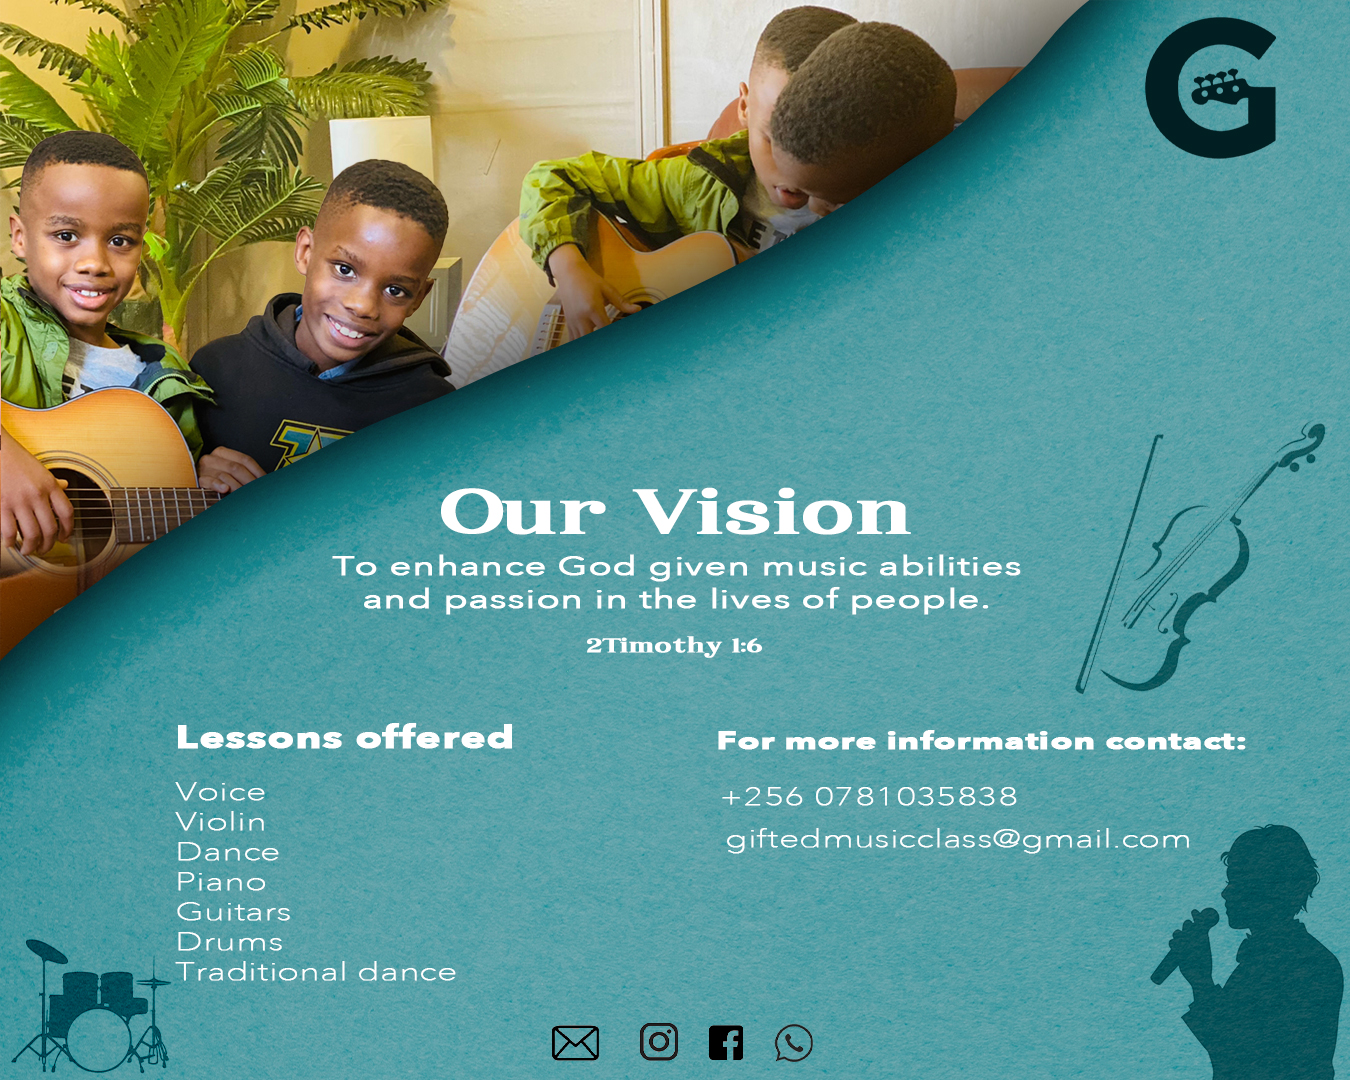 G
Our Vision
To enhance God given music abilities
and passion in the lives of people.
2Timothy 1:6
Lessons offered
Voice
Violin
Dance
Piano
Guitars
Drums
Traditional dance
For more information contact:
+256 0781035838
giftedmusicclass@gmail.com